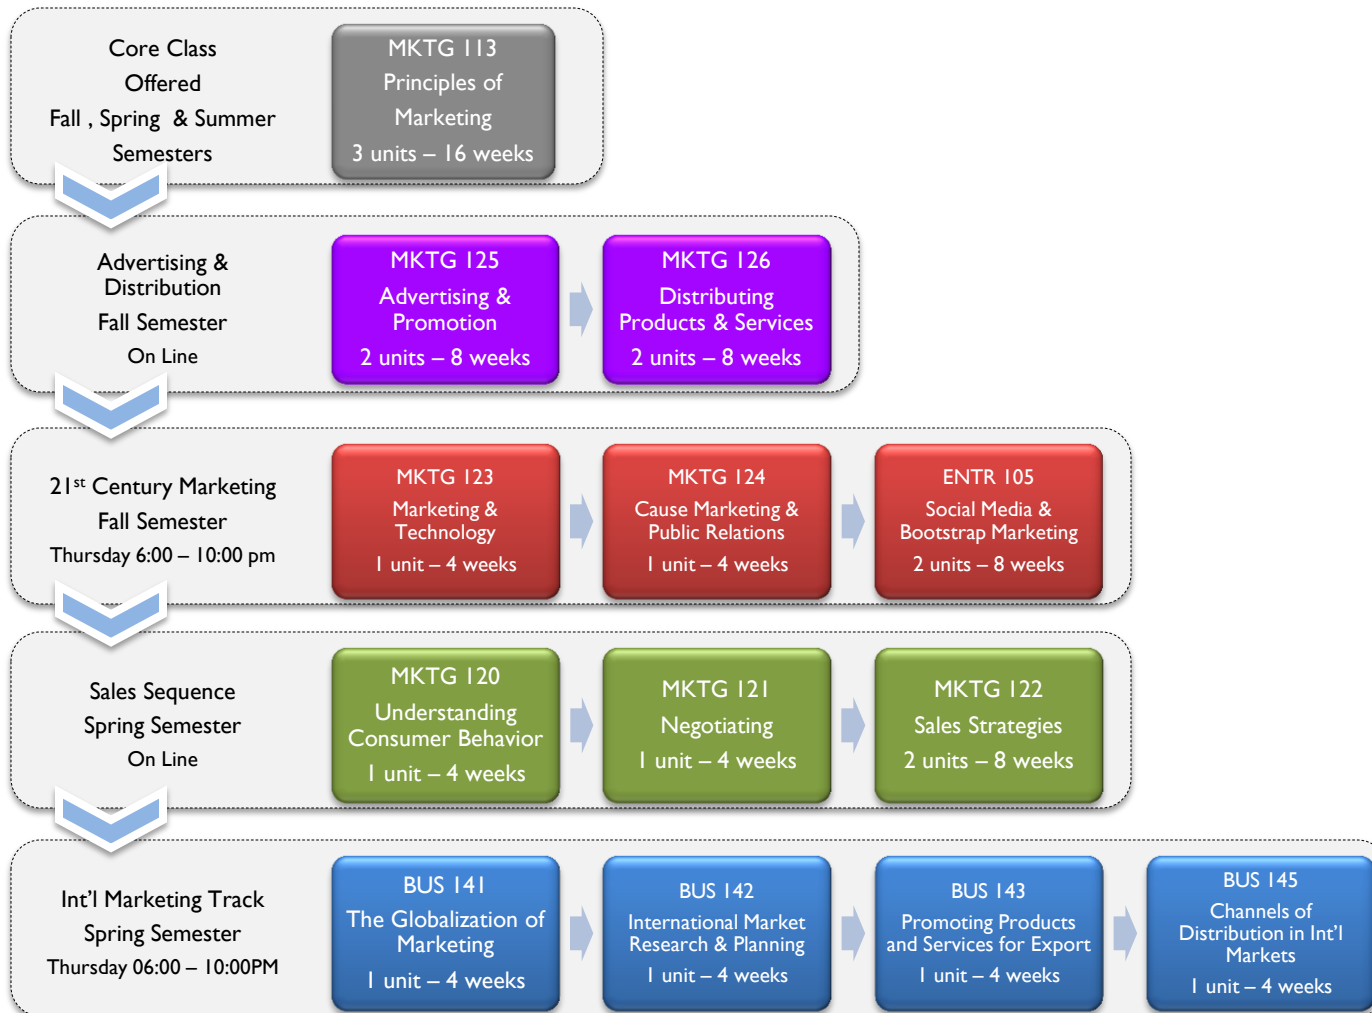 Core Class
Offered
Fall , Spring & Summer
Semesters
MKTG 113
Principles of
Marketing
3 units – 16 weeks
Advertising &
Distribution
Fall Semester
On Line
MKTG 125
Advertising &
Promotion
2 units – 8 weeks
MKTG 126
Distributing
Products & Services
2 units – 8 weeks
21st Century Marketing
Fall Semester
Thursday 6:00 – 10:00 pm
MKTG 123
Marketing &
Technology
1 unit – 4 weeks
MKTG 124
Cause Marketing &
Public Relations
1 unit – 4 weeks
ENTR 105
Social Media &
Bootstrap Marketing
2 units – 8 weeks
Sales Sequence
Spring Semester
On Line
MKTG 120
Understanding
Consumer Behavior
1 unit – 4 weeks
MKTG 121
Negotiating
1 unit – 4 weeks
MKTG 122
Sales Strategies
2 units – 8 weeks
Int'l Marketing Track
Spring Semester
Thursday 06:00 – 10:00PM
BUS 141
The Globalization of
Marketing
1 unit – 4 weeks
BUS 142
International Market
Research & Planning
1 unit – 4 weeks
BUS 143
Promoting Products
and Services for Export
1 unit – 4 weeks
BUS 145
Channels of
Distribution in Int'l
Markets
1 unit – 4 weeks